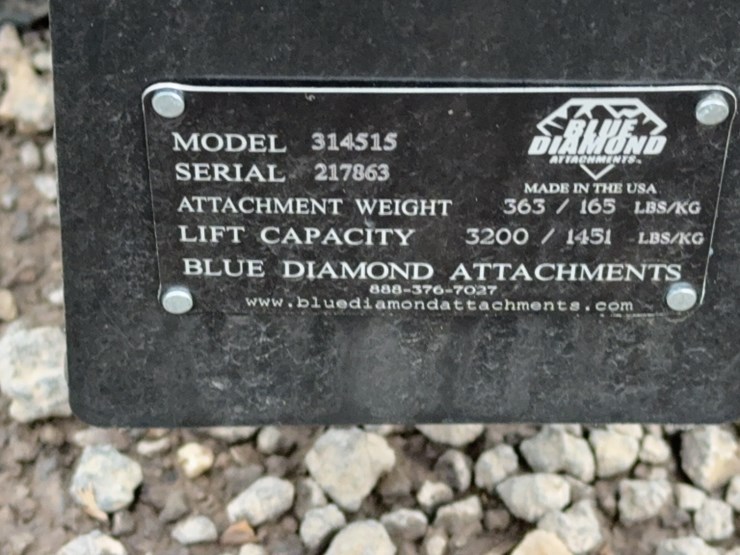 BLUE
DIAMOND
ATTACHMENTS
MODEL 314515
SERIAL 217863
MADE IN THE USA
ATTACHMENT WEIGHT 363 / 165 LBS/KG
LIFT CAPACITY 3200 / 1451 LBS/KG
BLUE DIAMOND ATTACHMENTS
888-376-7027
www.bluediamondattachments.com